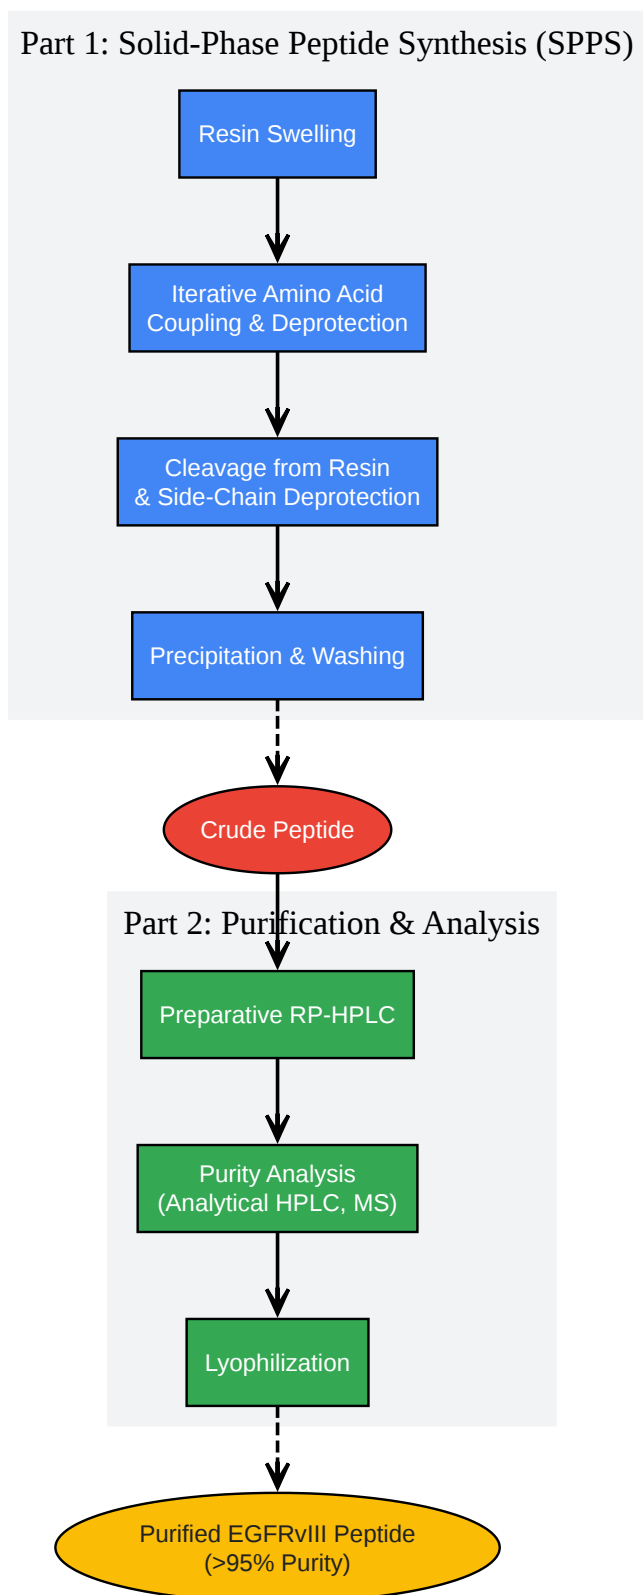 Part 1: Solid-Phase Peptide Synthesis (SPPS)
Resin Swelling
Iterative Amino Acid
Coupling & Deprotection
Cleavage from Resin
& Side-Chain Deprotection
Precipitation & Washing
Crude Peptide
Part 2: Purification & Analysis
Preparative RP-HPLC
Purity Analysis
(Analytical HPLC, MS)
Lyophilization
Purified EGFRvIII Peptide
(>95% Purity)